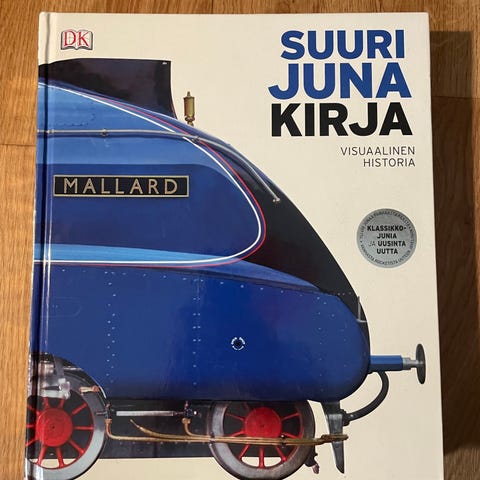 DK
SUURI
JUNA
KIRJA
VISUAALINEN
HISTORIA
MALLARD
KLASSIKKO-
JUNIA
JA UUSINTA
UUTTA